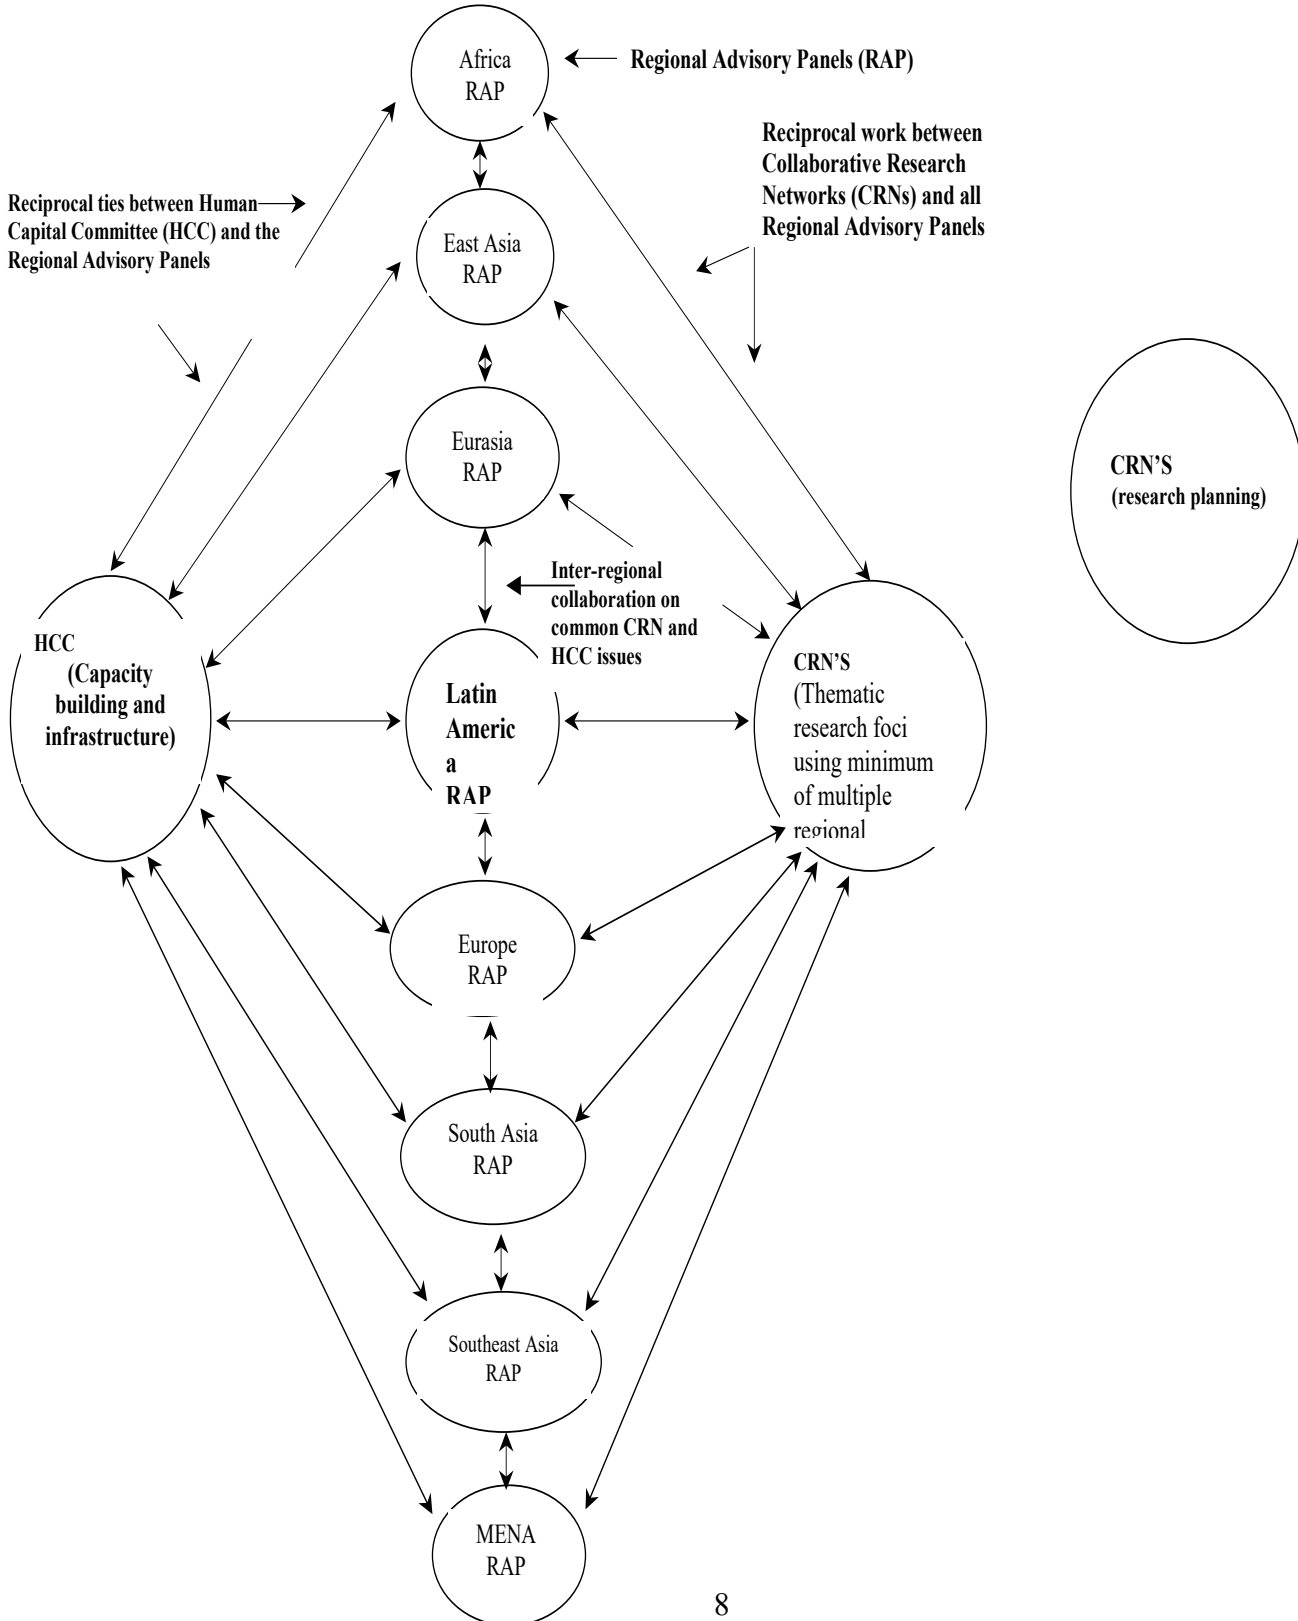 Africa
RAP
Regional Advisory Panels (RAP)
Reciprocal work between
Collaborative Research
Networks (CRNs) and all
Regional Advisory Panels
Reciprocal ties between Human
Capital Committee (HCC) and the
Regional Advisory Panels
East Asia
RAP
Eurasia
RAP
CRN’S
(research planning)
Inter-regional
collaboration on
common CRN and
HCC issues
HCC
(Capacity
building and
infrastructure)
Latin
Americ
a
RAP
CRN’S
(Thematic
research foci
using minimum
of multiple
regional
Europe
RAP
South Asia
RAP
Southeast Asia
RAP
MENA
RAP
8